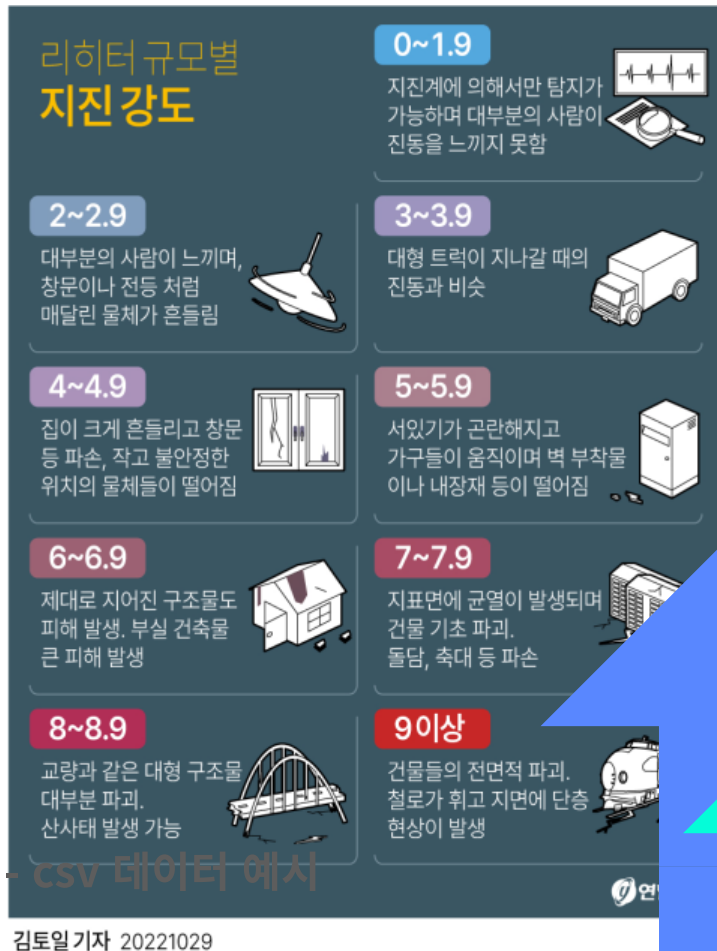 리히터 규모별
지진 강도
0~1.9
지진계에 의해서만 탐지가
가능하며 대부분의 사람이
진동을 느끼지 못함
2~2.9
대부분의 사람이 느끼며,
창문이나 전등 처럼
매달린 물체가 흔들림
3~3.9
대형 트럭이 지나갈 때의
진동과 비슷
4~4.9
집이 크게 흔들리고 창문
등 파손, 작고 불안정한
위치의 물체들이 떨어짐
5~5.9
서있기가 곤란해지고
가구들이 움직이며 벽 부착물
이나 내장재 등이 떨어짐
6~6.9
제대로 지어진 구조물도
피해 발생. 부실 건축물
큰 피해 발생
7~7.9
지표면에 균열이 발생되며
건물 기초 파괴.
돌담, 축대 등 파손
8~8.9
교량과 같은 대형 구조물
대부분 파괴.
산사태 발생 가능
9이상
건물들의 전면적 파괴.
철로가 휘고 지면에 단층
현상이 발생
- csv 데이터 예시
김토일 기자 20221029